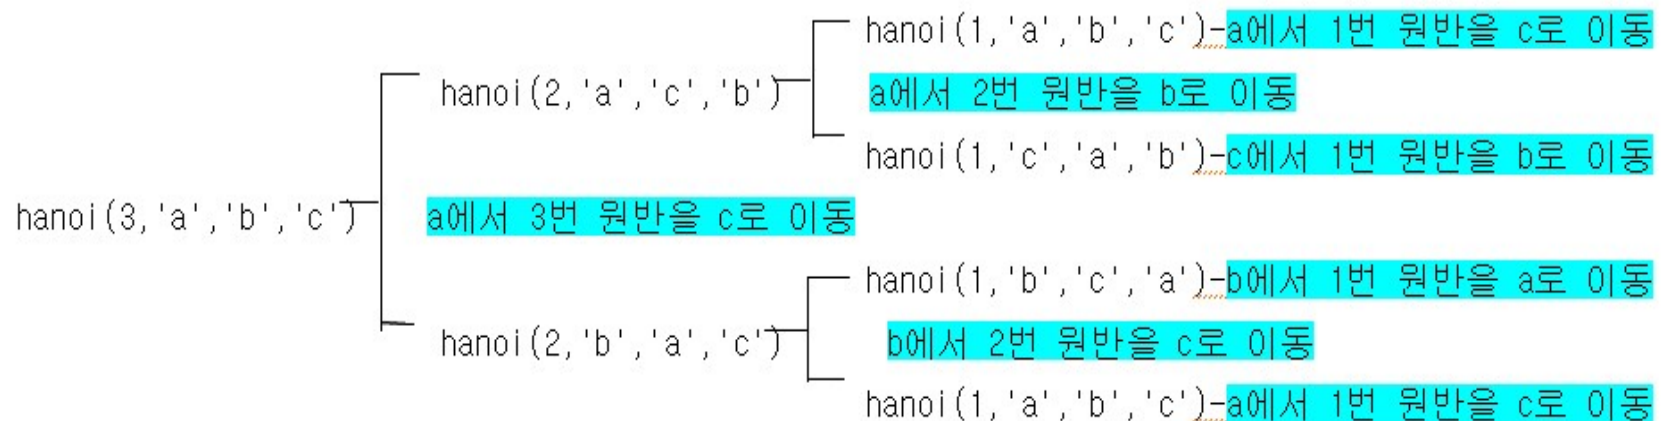 hanoi(1,'a','b','c')-a에서 1번 원반을 c로 이동
hanoi(2,'a','c','b')
a에서 2번 원반을 b로 이동
hanoi(1,'c','a','b')-c에서 1번 원반을 b로 이동
hanoi(3,'a','b','c')
a에서 3번 원반을 c로 이동
hanoi(1,'b','c','a')-b에서 1번 원반을 a로 이동
hanoi(2,'b','a','c')
b에서 2번 원반을 c로 이동
hanoi(1,'a','b','c')-a에서 1번 원반을 c로 이동